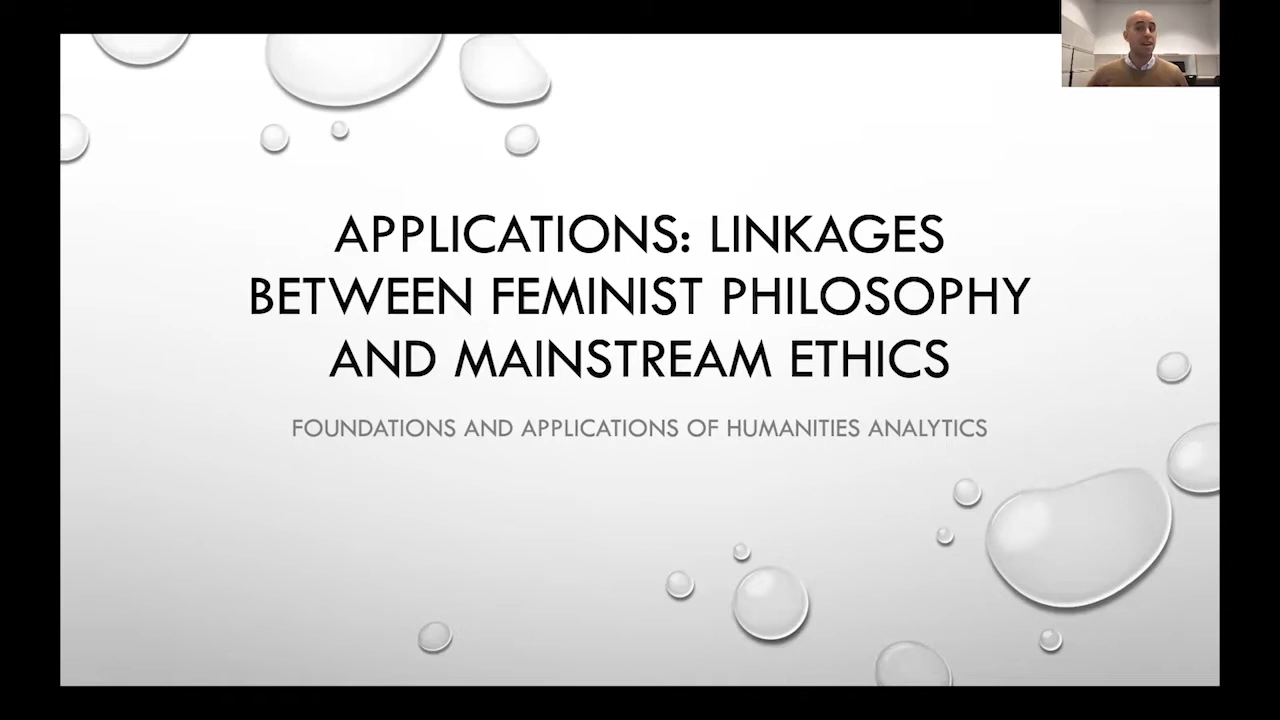 APPLICATIONS: LINKAGES
BETWEEN FEMINIST PHILOSOPHY
AND MAINSTREAM ETHICS
FOUNDATIONS AND APPLICATIONS OF HUMANITIES ANALYTICS